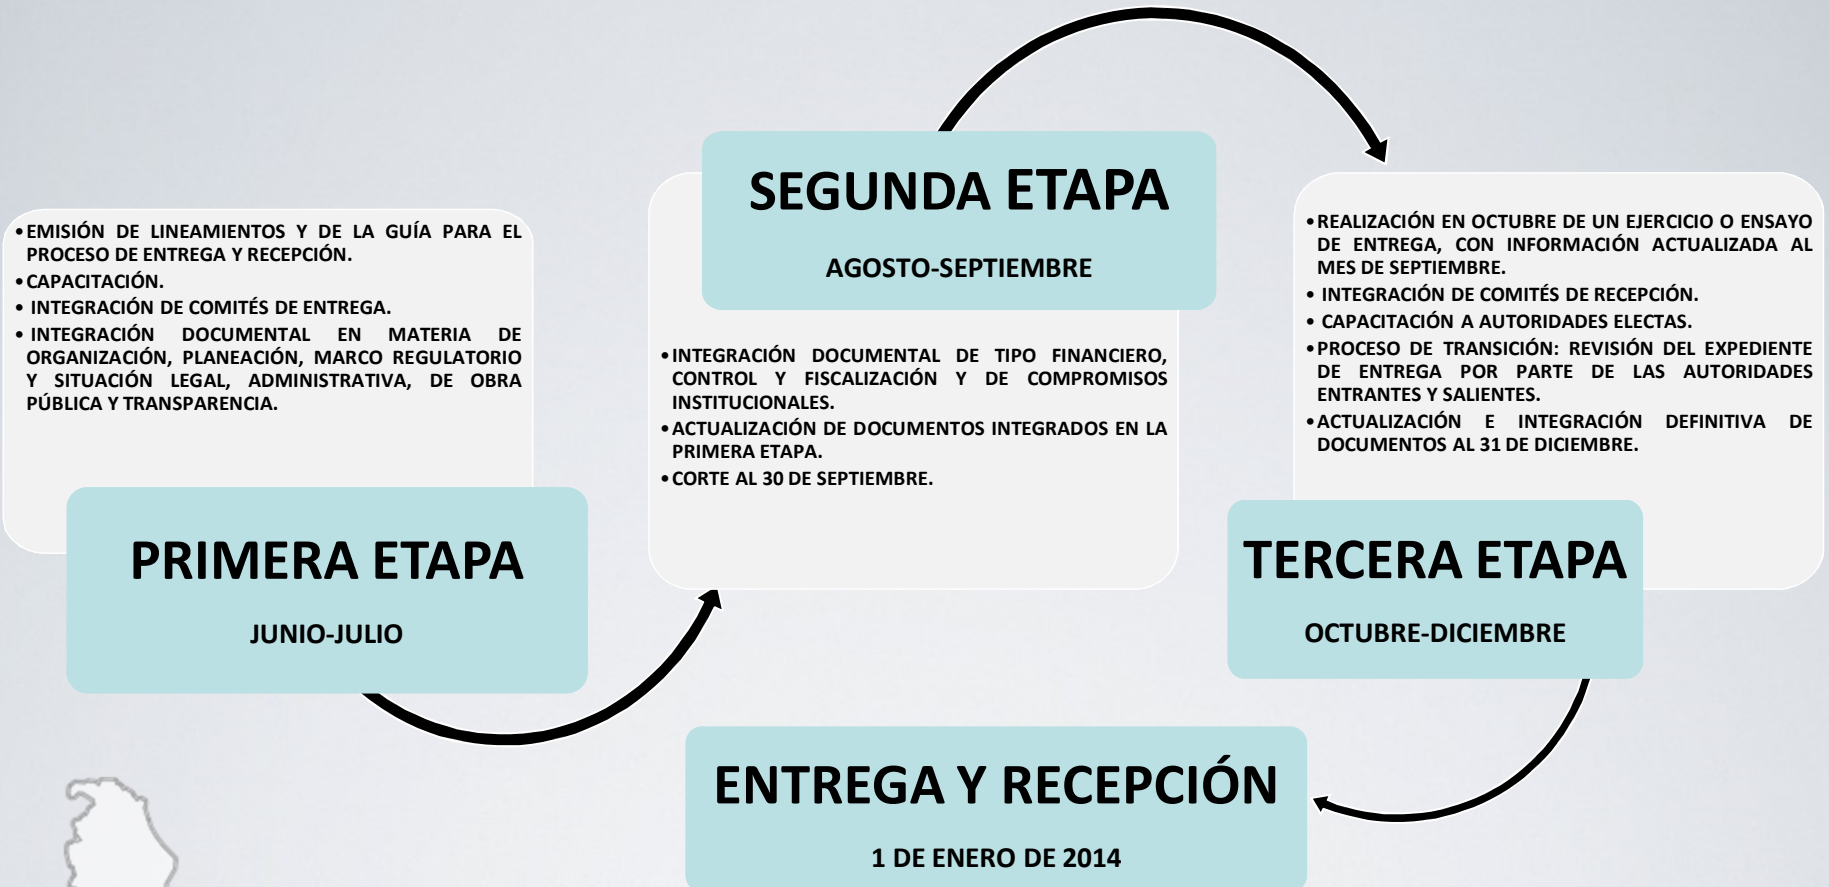 •EMISIÓN DE LINEAMIENTOS Y DE LA GUÍA PARA EL
PROCESO DE ENTREGA Y RECEPCIÓN.
•CAPACITACIÓN.
• INTEGRACIÓN DE COMITÉS DE ENTREGA.
• INTEGRACIÓN DOCUMENTAL EN MATERIA DE
ORGANIZACIÓN, PLANEACIÓN, MARCO REGULATORIO
Y SITUACIÓN LEGAL, ADMINISTRATIVA, DE OBRA
PÚBLICA Y TRANSPARENCIA.
PRIMERA ETAPA
JUNIO-JULIO
SEGUNDA ETAPA
AGOSTO-SEPTIEMBRE
•INTEGRACIÓN DOCUMENTAL DE TIPO FINANCIERO,
CONTROL Y FISCALIZACIÓN Y DE COMPROMISOS
INSTITUCIONALES.
•ACTUALIZACIÓN DE DOCUMENTOS INTEGRADOS EN LA
PRIMERA ETAPA.
•CORTE AL 30 DE SEPTIEMBRE.
•REALIZACIÓN EN OCTUBRE DE UN EJERCICIO O ENSAYO
DE ENTREGA, CON INFORMACIÓN ACTUALIZADA AL
MES DE SEPTIEMBRE.
• INTEGRACIÓN DE COMITÉS DE RECEPCIÓN.
• CAPACITACIÓN A AUTORIDADES ELECTAS.
•PROCESO DE TRANSICIÓN: REVISIÓN DEL EXPEDIENTE
DE ENTREGA POR PARTE DE LAS AUTORIDADES
ENTRANTES Y SALIENTES.
•ACTUALIZACIÓN E INTEGRACIÓN DEFINITIVA DE
DOCUMENTOS AL 31 DE DICIEMBRE.
TERCERA ETAPA
OCTUBRE-DICIEMBRE
ENTREGA Y RECEPCIÓN
1 DE ENERO DE 2014